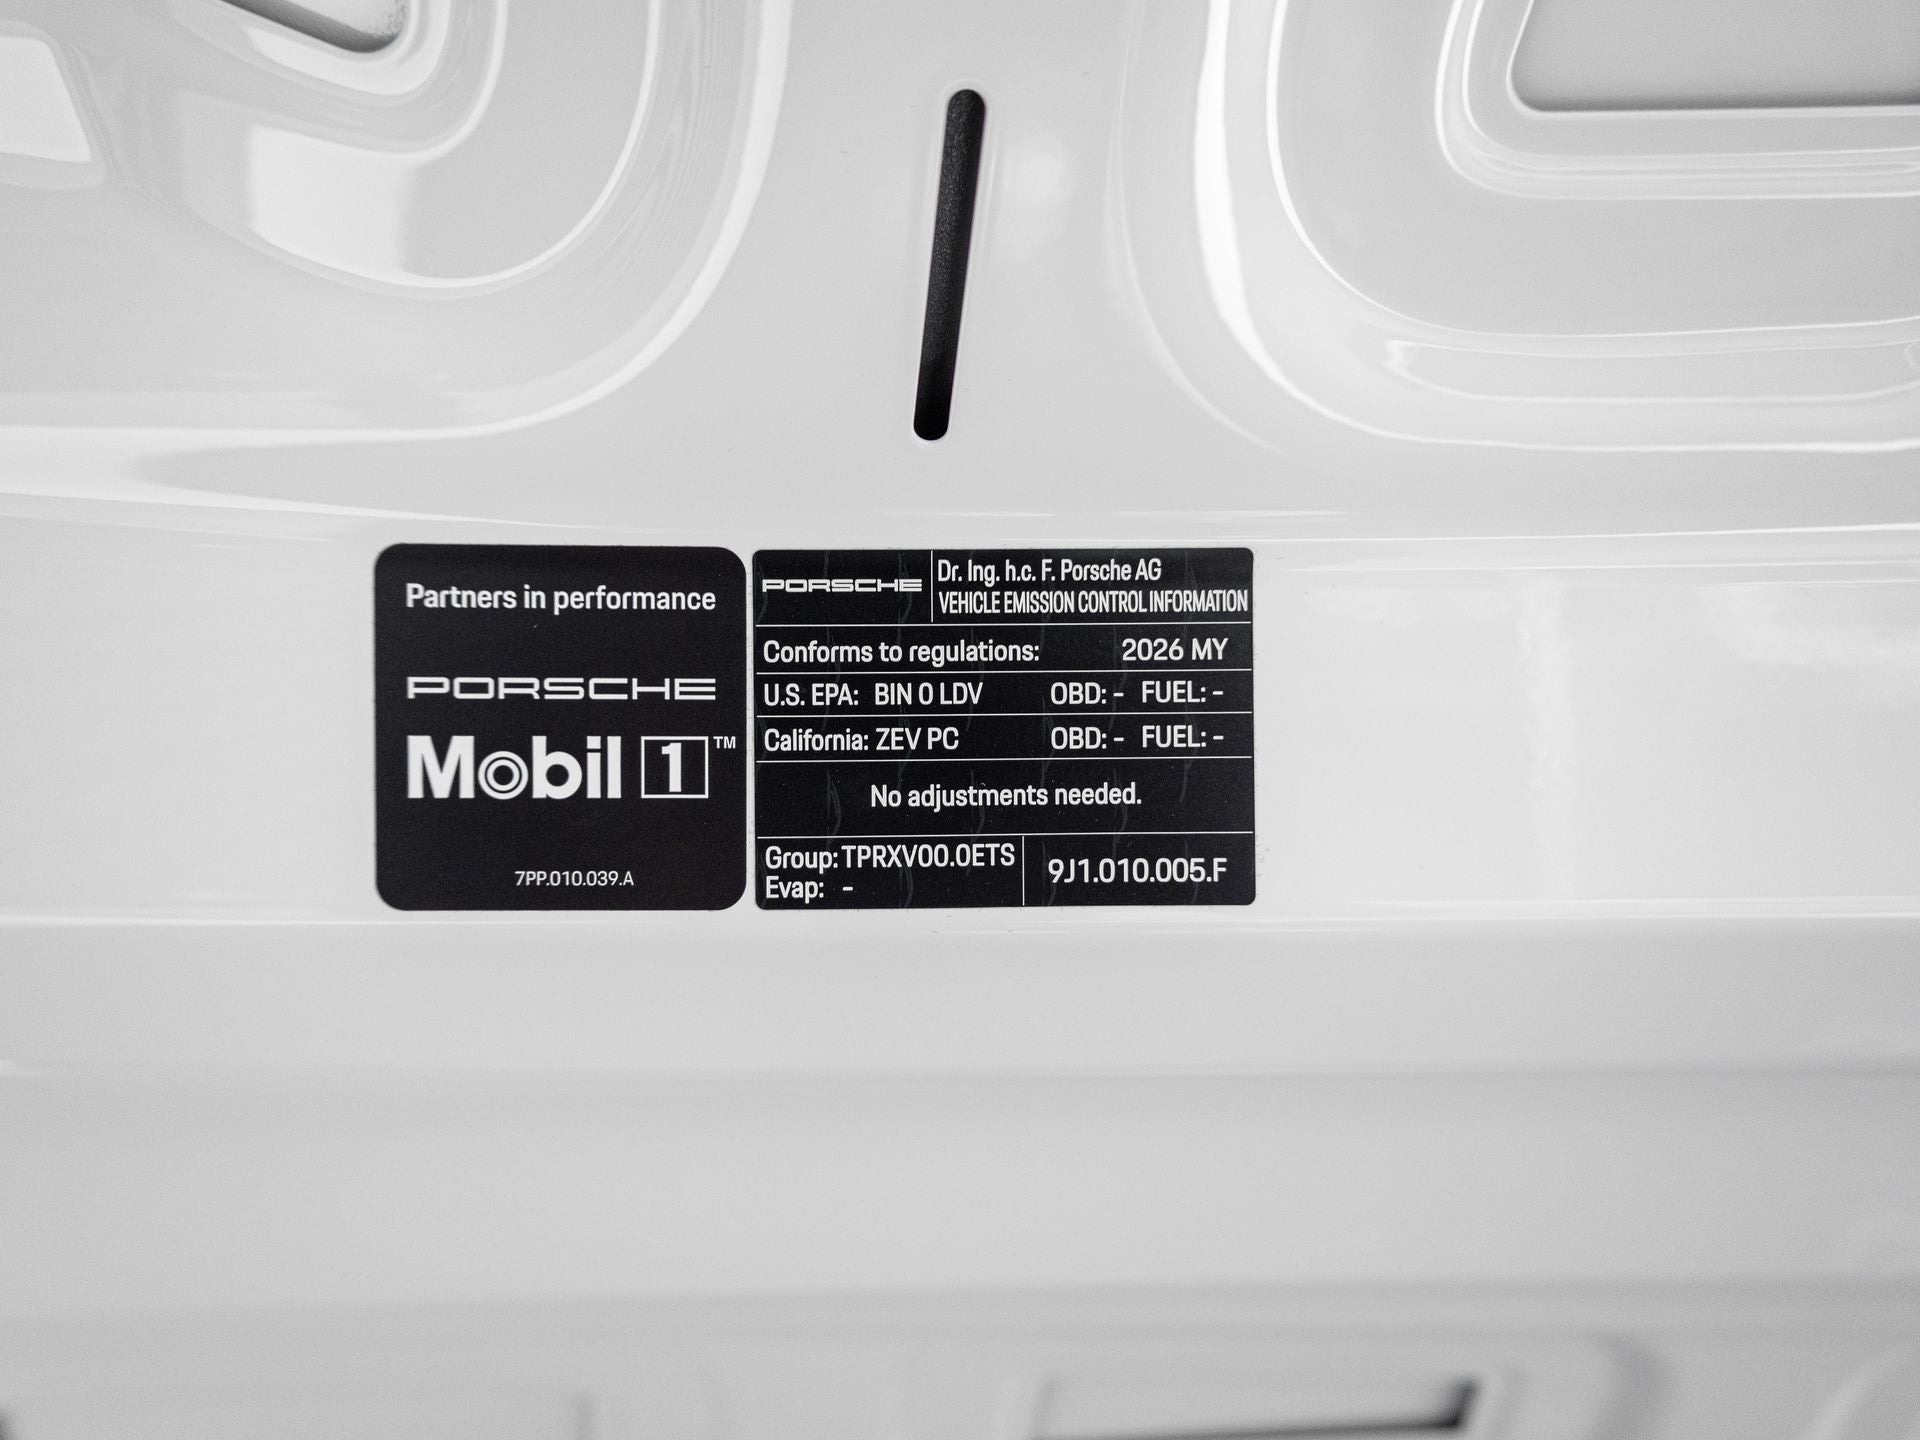 Partners in performance
PORSCHE
Mobil 1™
7PP.010.039.A
PORSCHE
Dr. Ing. h.c. F. Porsche AG
VEHICLE EMISSION CONTROL INFORMATION
Conforms to regulations: 2026 MY
U.S. EPA: BIN 0 LDV OBD: - FUEL: -
California: ZEV PC OBD: - FUEL: -
No adjustments needed.
Group: TPRXV00.0ETS
Evap: -
9J1.010.005.F